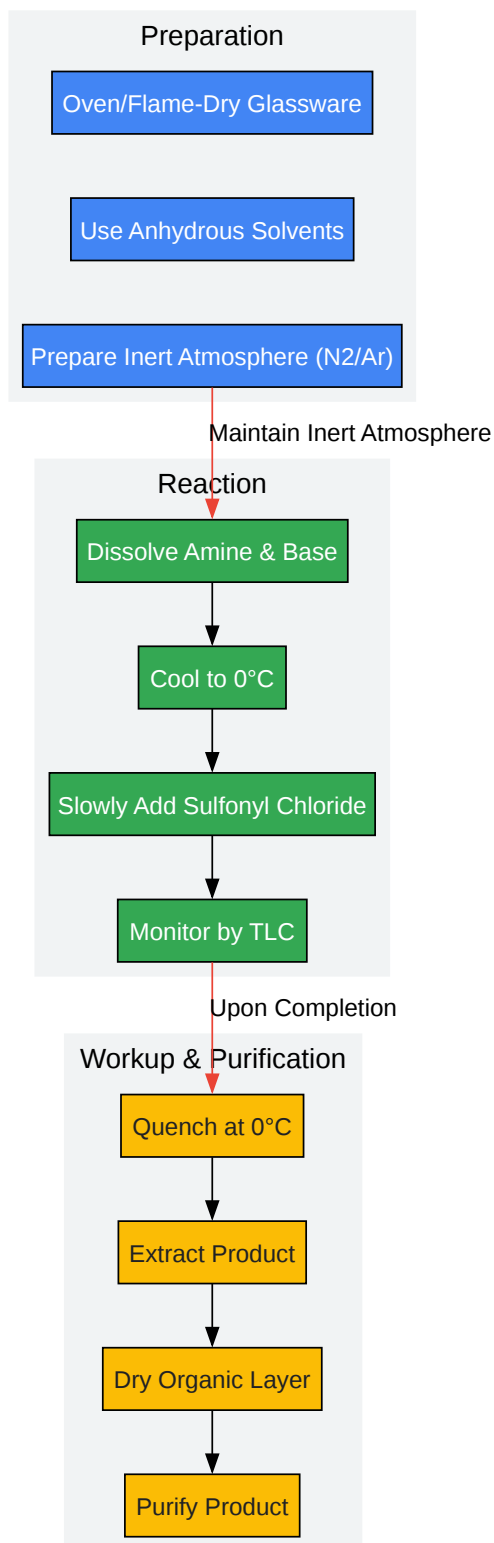 Preparation
Oven/Flame-Dry Glassware
Use Anhydrous Solvents
Prepare Inert Atmosphere (N2/Ar)
Maintain Inert Atmosphere
Reaction
Dissolve Amine & Base
Cool to 0°C
Slowly Add Sulfonyl Chloride
Monitor by TLC
Upon Completion
Workup & Purification
Quench at 0°C
Extract Product
Dry Organic Layer
Purify Product